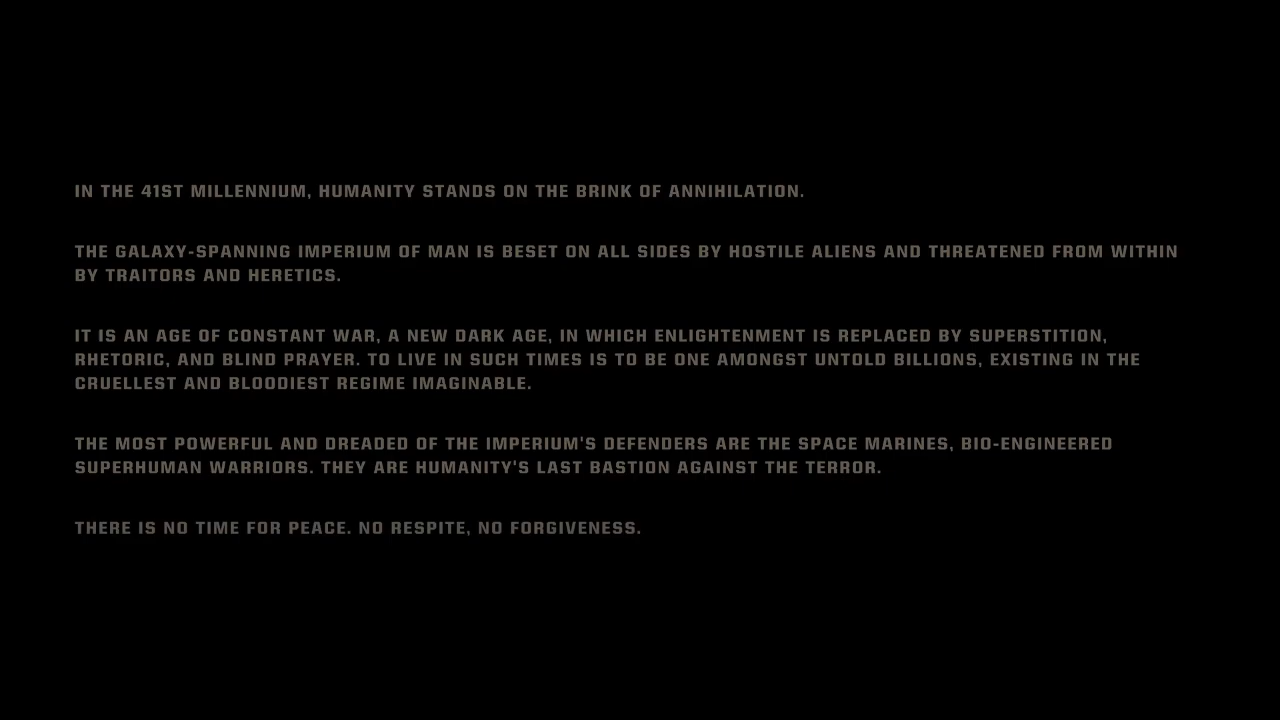 IN THE 41ST MILLENNIUM, HUMANITY STANDS ON THE BRINK OF ANNIHILATION.
THE GALAXY-SPANNING IMPERIUM OF MAN IS BESET ON ALL SIDES BY HOSTILE ALIENS AND THREATENED FROM WITHIN
BY TRAITORS AND HERETICS.
IT IS AN AGE OF CONSTANT WAR, A NEW DARK AGE, IN WHICH ENLIGHTENMENT IS REPLACED BY SUPERSTITION,
RHETORIC, AND BLIND PRAYER. TO LIVE IN SUCH TIMES IS TO BE ONE AMONGST UNTOLD BILLIONS, EXISTING IN THE
CRUELLEST AND BLOODIEST REGIME IMAGINABLE.
THE MOST POWERFUL AND DREADED OF THE IMPERIUM'S DEFENDERS ARE THE SPACE MARINES, BIO-ENGINEERED
SUPERHUMAN WARRIORS. THEY ARE HUMANITY'S LAST BASTION AGAINST THE TERROR.
THERE IS NO TIME FOR PEACE. NO RESPITE, NO FORGIVENESS.